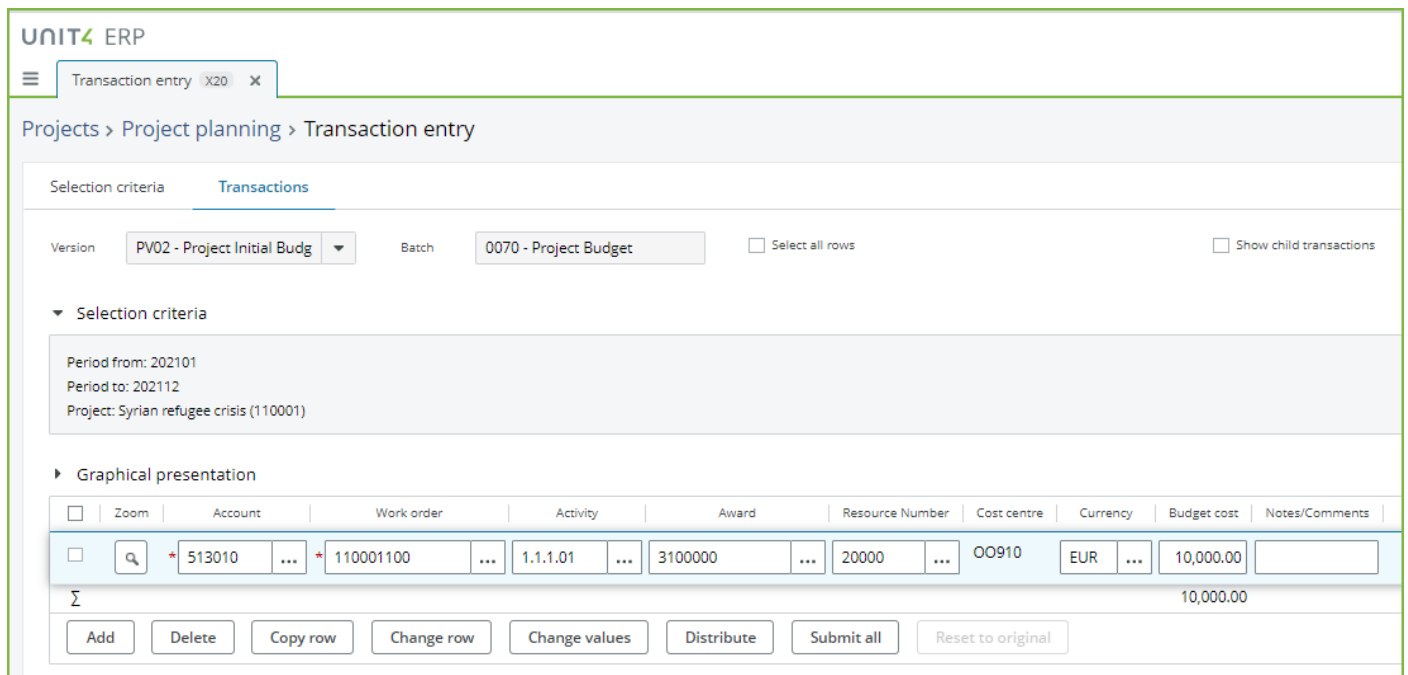 UNIT4 ERP
Transaction entry X20
Projects > Project planning > Transaction entry
Selection criteria Transactions
Version PV02 - Project Initial Budg Batch 0070 - Project Budget Select all rows Show child transactions
Selection criteria
Period from: 202101
Period to: 202112
Project: Syrian refugee crisis (110001)
Graphical presentation
Zoom Account Work order Activity Award Resource Number Cost centre Currency Budget cost Notes/Comments
* 513010 ... * 110001100 ... 1.1.1.01 ... 3100000 ... 20000 ... OO910 EUR ... 10,000.00
Σ 10,000.00
Add Delete Copy row Change row Change values Distribute Submit all Reset to original